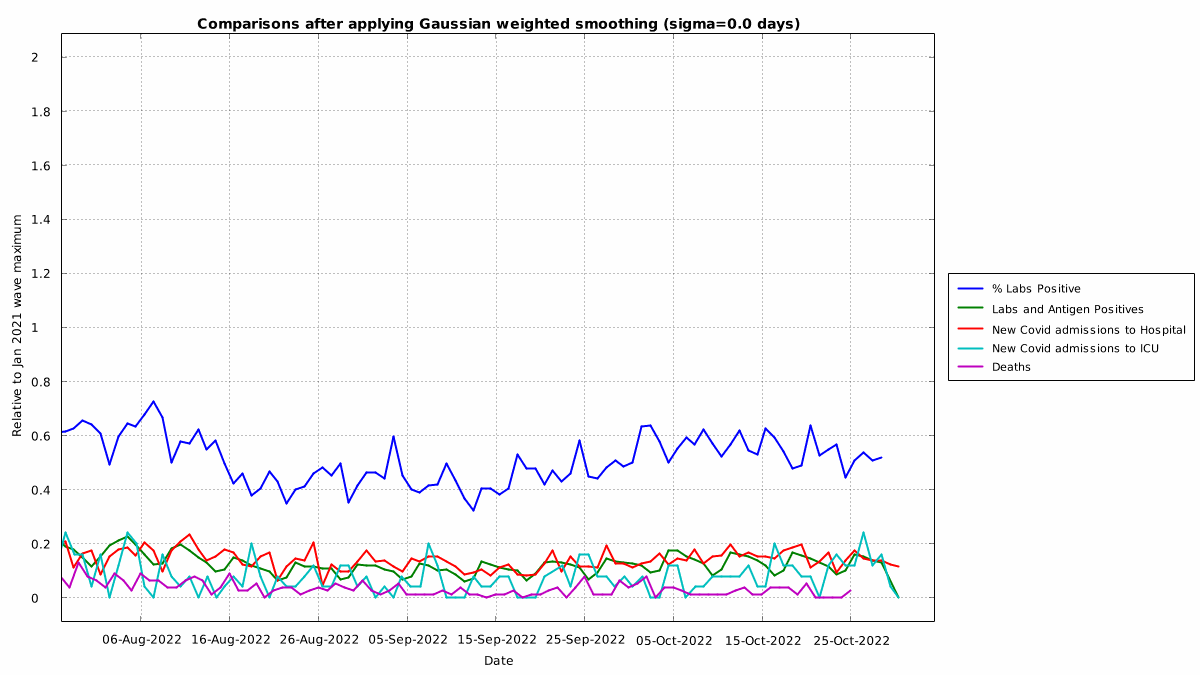 Comparisons after applying Gaussian weighted smoothing (sigma=0.0 days)
2
1.8
1.6
1.4
1.2
1
0.8
0.6
0.4
0.2
0
Relative to Jan 2021 wave maximum
06-Aug-2022 16-Aug-2022 26-Aug-2022 05-Sep-2022 15-Sep-2022 25-Sep-2022 05-Oct-2022 15-Oct-2022 25-Oct-2022
Date
% Labs Positive
Labs and Antigen Positives
New Covid admissions to Hospital
New Covid admissions to ICU
Deaths